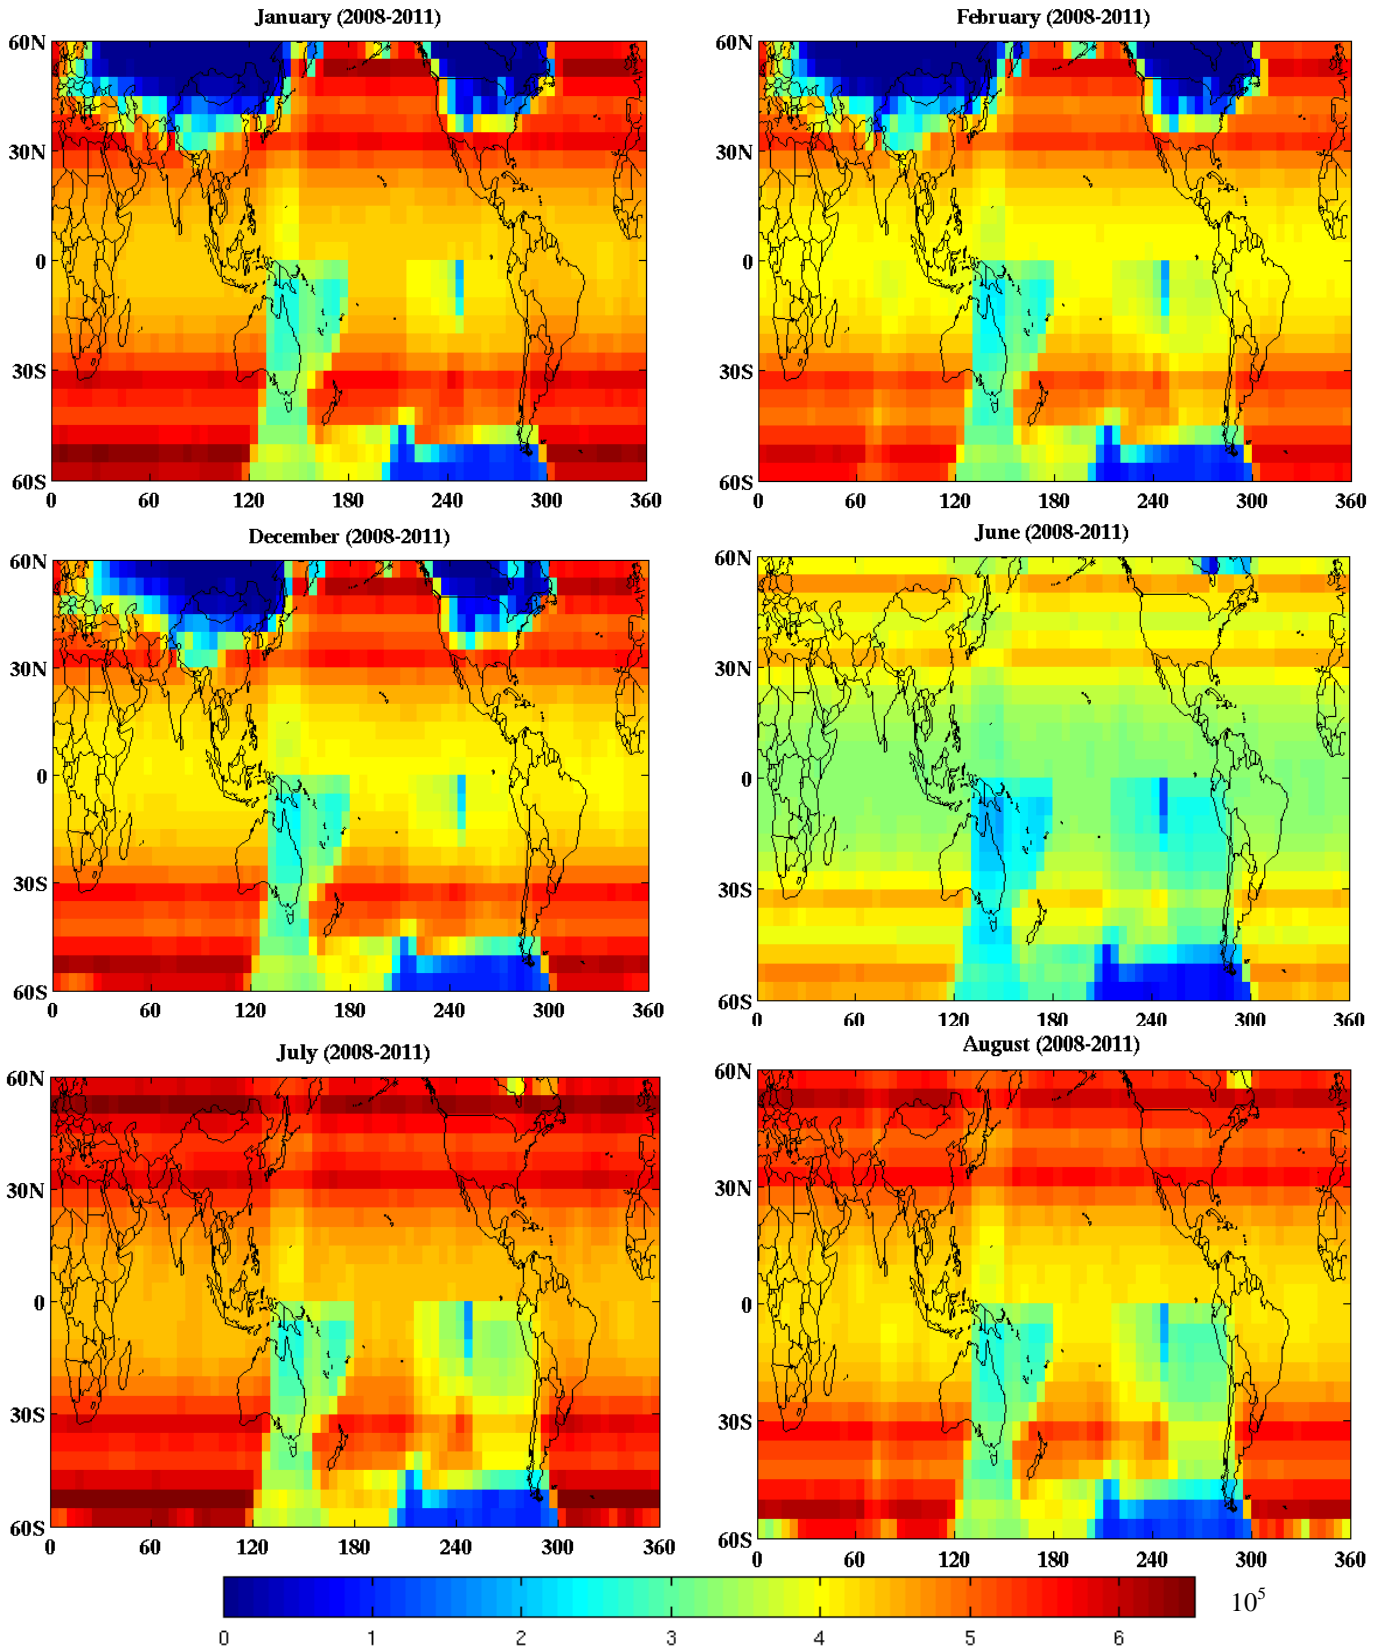 January (2008-2011)
February (2008-2011)
60N
30N
0
30S
60S
0 60 120 180 240 300 360
60N
30N
0
30S
60S
0 60 120 180 240 300 360
December (2008-2011)
June (2008-2011)
60N
30N
0
30S
60S
0 60 120 180 240 300 360
60N
30N
0
30S
60S
0 60 120 180 240 300 360
July (2008-2011)
August (2008-2011)
60N
30N
0
30S
60S
0 60 120 180 240 300 360
60N
30N
0
30S
60S
0 60 120 180 240 300 360
10⁵
0 1 2 3 4 5 6